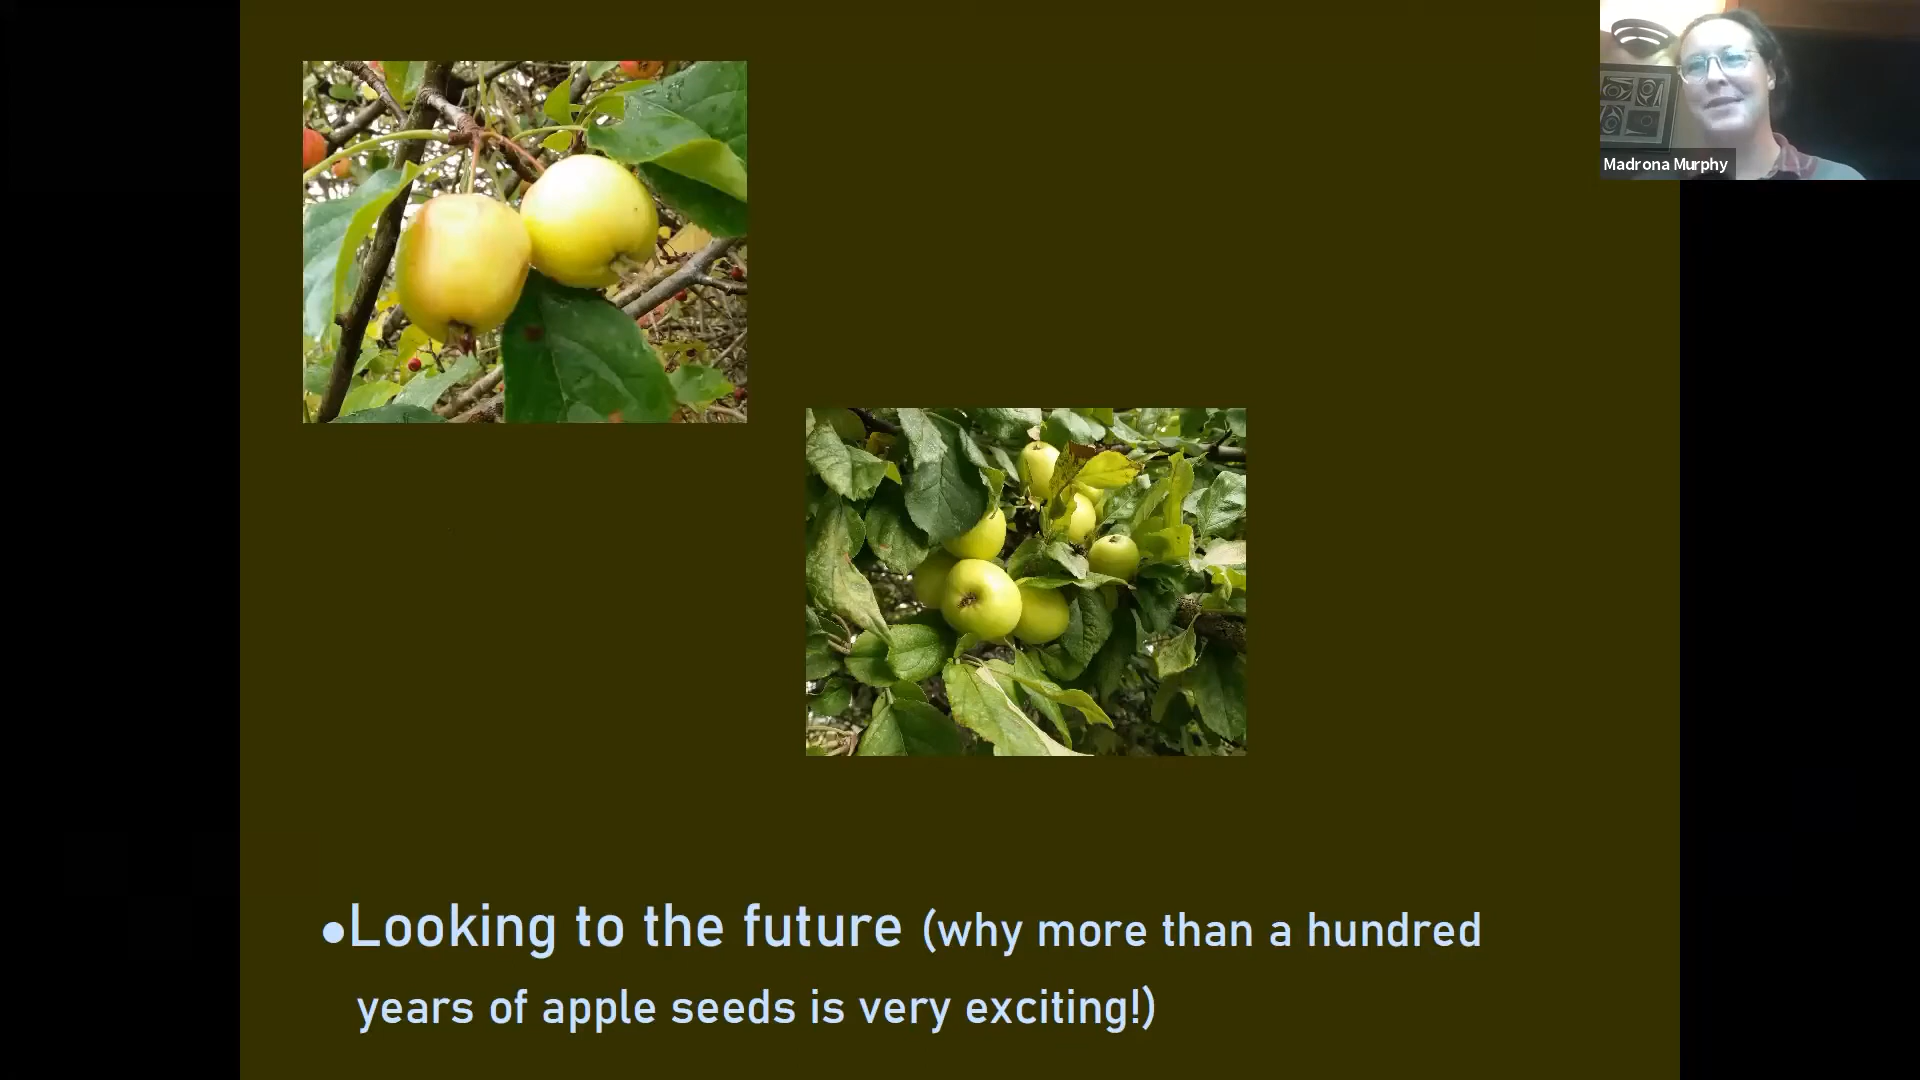 Madrona Murphy
●Looking to the future (why more than a hundred
years of apple seeds is very exciting!)